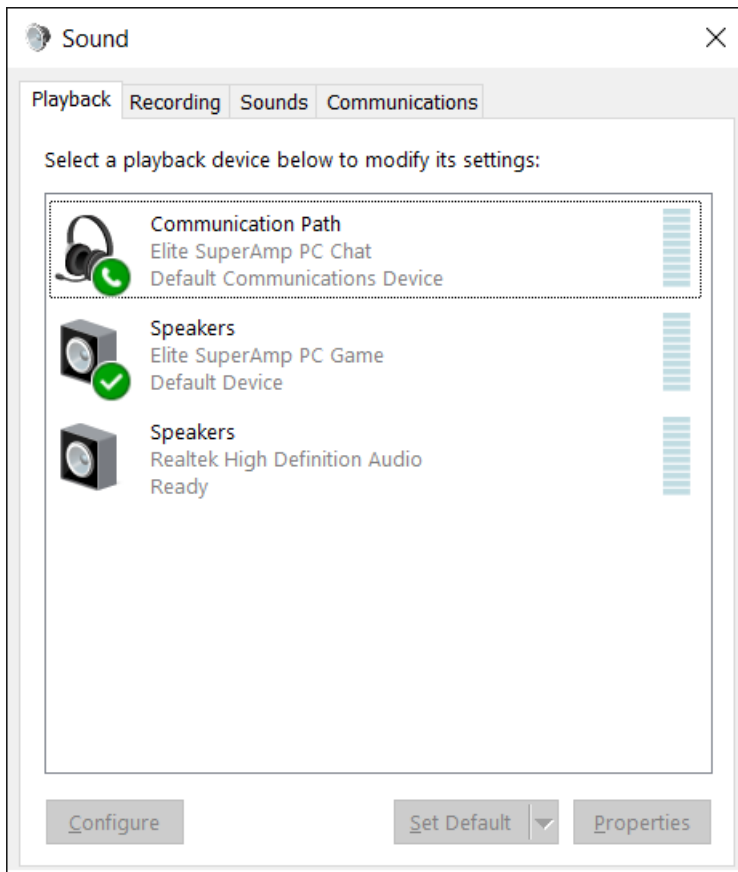 Sound
Playback Recording Sounds Communications
Select a playback device below to modify its settings:
Communication Path
Elite SuperAmp PC Chat
Default Communications Device
Speakers
Elite SuperAmp PC Game
Default Device
Speakers
Realtek High Definition Audio
Ready
Configure Set Default Properties